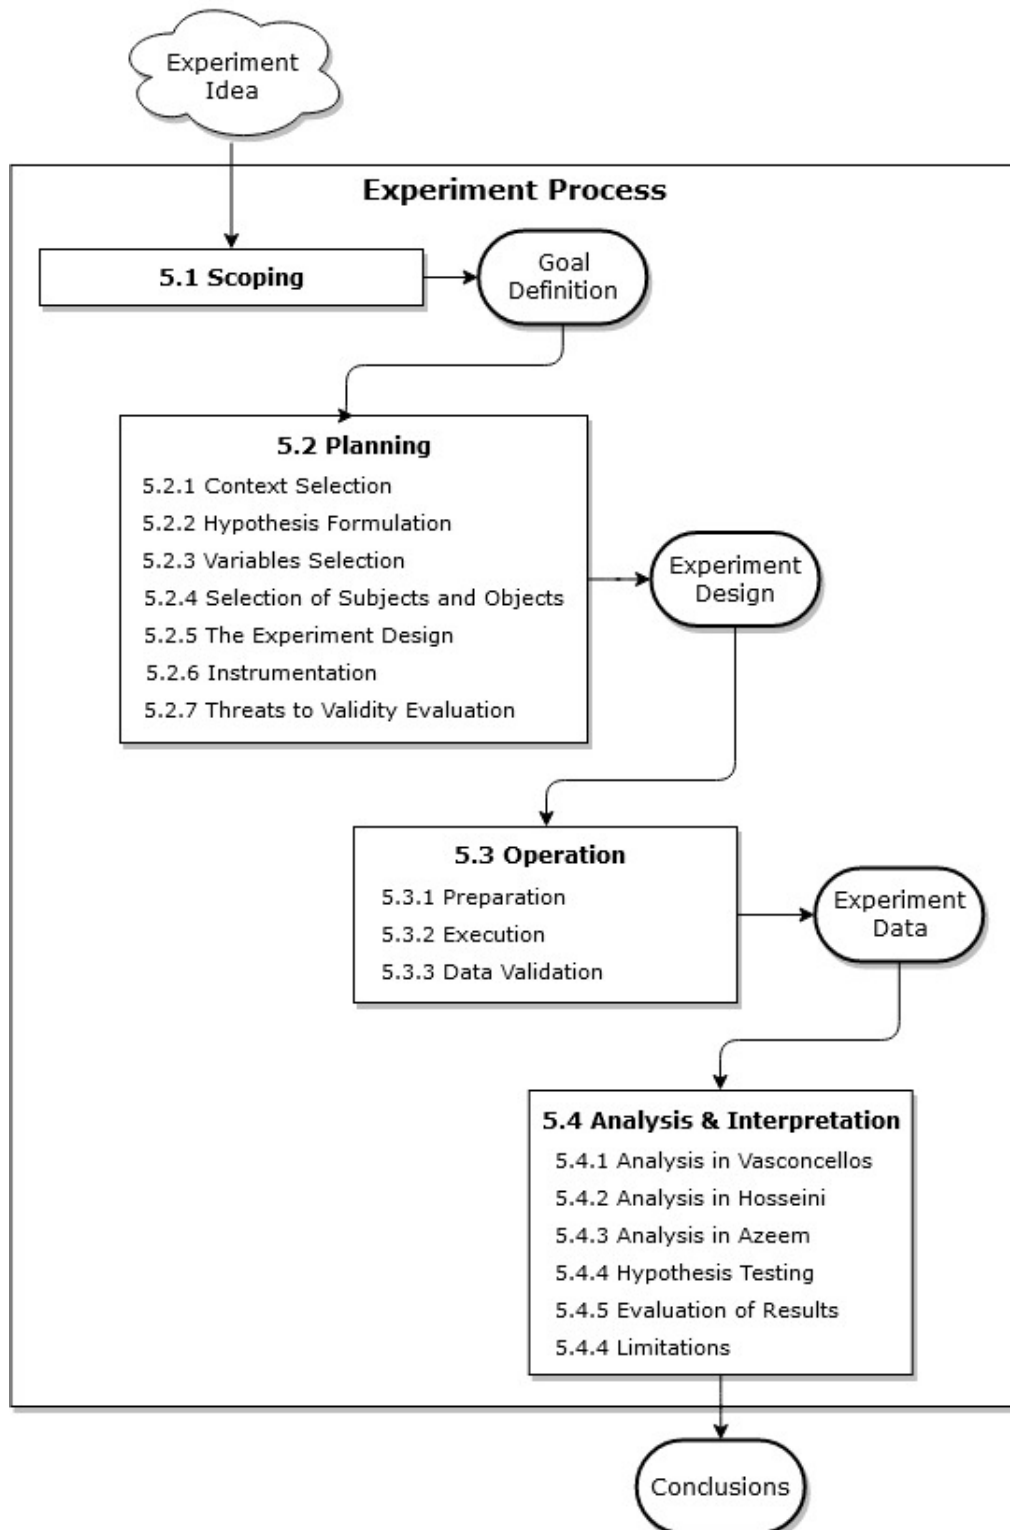 Experiment
Idea
Experiment Process
5.1 Scoping
Goal
Definition
5.2 Planning
5.2.1 Context Selection
5.2.2 Hypothesis Formulation
5.2.3 Variables Selection
5.2.4 Selection of Subjects and Objects
5.2.5 The Experiment Design
5.2.6 Instrumentation
5.2.7 Threats to Validity Evaluation
Experiment
Design
5.3 Operation
5.3.1 Preparation
5.3.2 Execution
5.3.3 Data Validation
Experiment
Data
5.4 Analysis & Interpretation
5.4.1 Analysis in Vasconcellos
5.4.2 Analysis in Hosseini
5.4.3 Analysis in Azeem
5.4.4 Hypothesis Testing
5.4.5 Evaluation of Results
5.4.4 Limitations
Conclusions